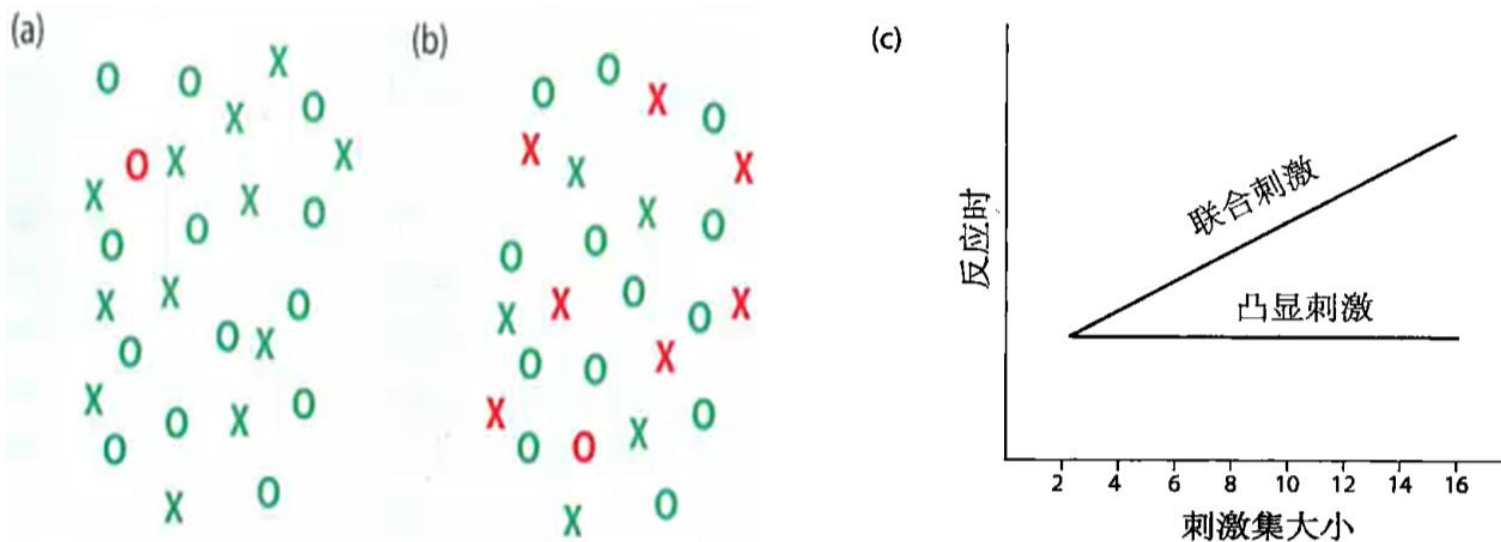 (a)
O O X
X O
O X X
X X O
O O
X X O
O O X
X O X O
O
X O
(b)
O O X O
X X X
X O
O O
X X O O X
O O X
X O
O O X
X O
(c)
反应时
联合刺激
凸显刺激
2 4 6 8 10 12 14 16
刺激集大小